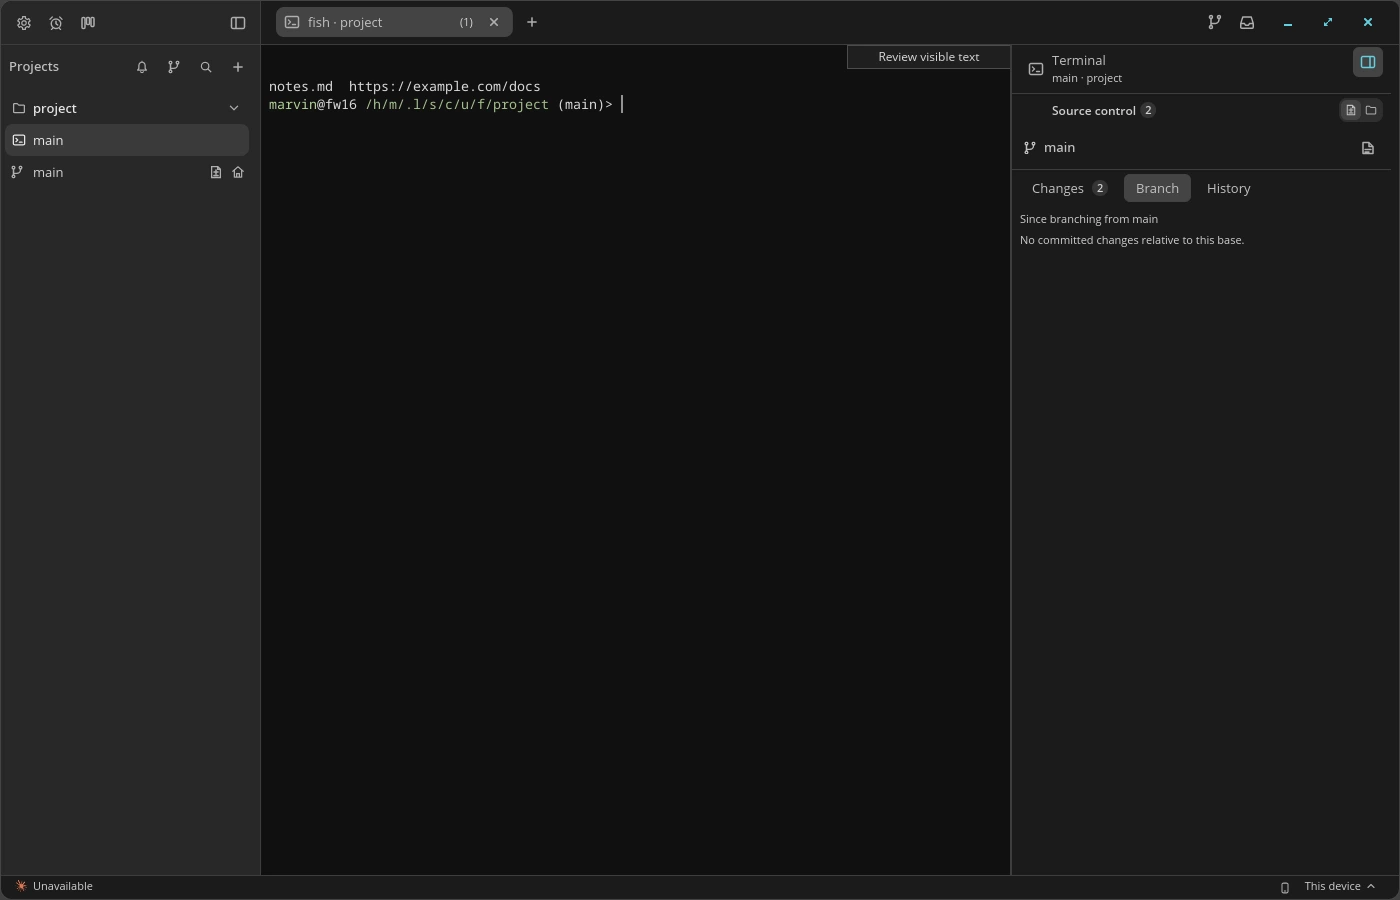 fish · project (1)
Projects
project
main
main
Review visible text
notes.md  https://example.com/docs
marvin@fw16 /h/m/.l/s/c/u/f/project (main)>
Terminal
main · project
Source control 2
main
Changes 2 Branch History
Since branching from main
No committed changes relative to this base.
Unavailable
This device